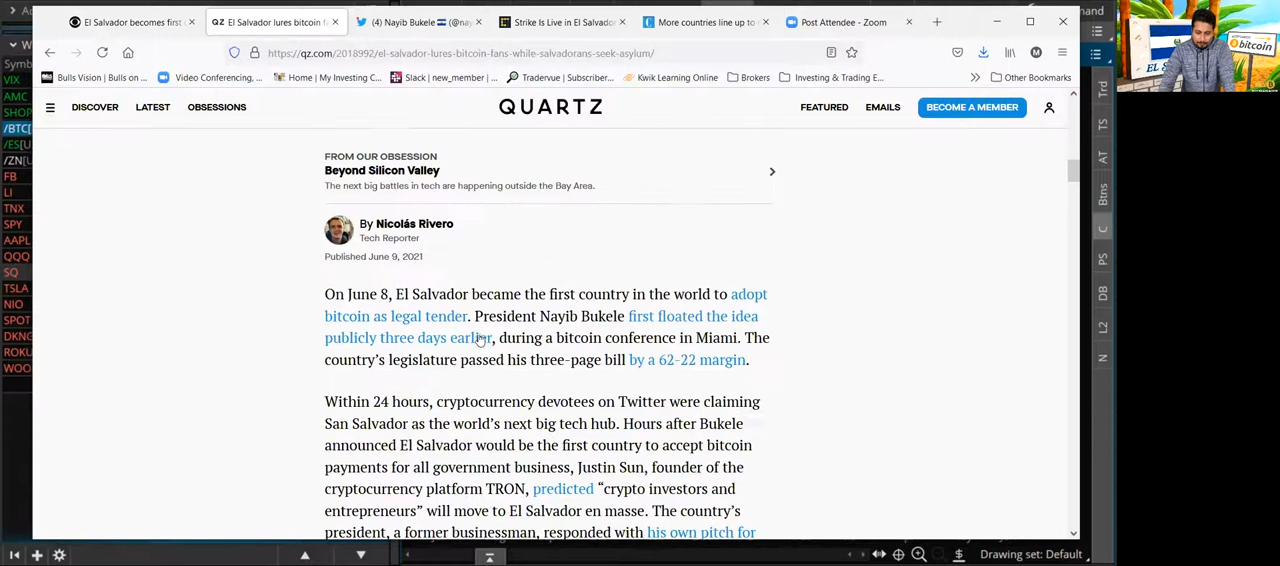 El Salvador becomes first
El Salvador lures bitcoin f
(4) Nayib Bukele
Strike Is Live in El Salvador
More countries line up to
Post Attendee - Zoom
https://qz.com/2018992/el-salvador-lures-bitcoin-fans-while-salvadorans-seek-asylum/
Bulls Vision | Bulls on ...
Video Conferencing, ...
Home | My Investing C...
Slack | new_member | ...
Tradervue | Subscriber...
Kwik Learning Online
Brokers
Investing & Trading E...
Other Bookmarks
DISCOVER LATEST OBSESSIONS
QUARTZ
FEATURED EMAILS BECOME A MEMBER
FROM OUR OBSESSION
Beyond Silicon Valley
The next big battles in tech are happening outside the Bay Area.
By Nicolás Rivero
Tech Reporter
Published June 9, 2021
On June 8, El Salvador became the first country in the world to adopt
bitcoin as legal tender. President Nayib Bukele first floated the idea
publicly three days earlier, during a bitcoin conference in Miami. The
country's legislature passed his three-page bill by a 62-22 margin.
Within 24 hours, cryptocurrency devotees on Twitter were claiming
San Salvador as the world's next big tech hub. Hours after Bukele
announced El Salvador would be the first country to accept bitcoin
payments for all government business, Justin Sun, founder of the
cryptocurrency platform TRON, predicted “crypto investors and
entrepreneurs” will move to El Salvador en masse. The country's
president, a former businessman, responded with his own pitch for
Symb
VIX
AMC
SHOP
/BTC[
/ES[U
/ZN[U
FB
LI
TNX
SPY
AAPL
QQQ
SQ
TSLA
NIO
SPOT
DKNG
ROKU
WOO
Trd
TS
AT
Btns
C
PS
DB
L2
N
Drawing set: Default
EL S
bitcoin